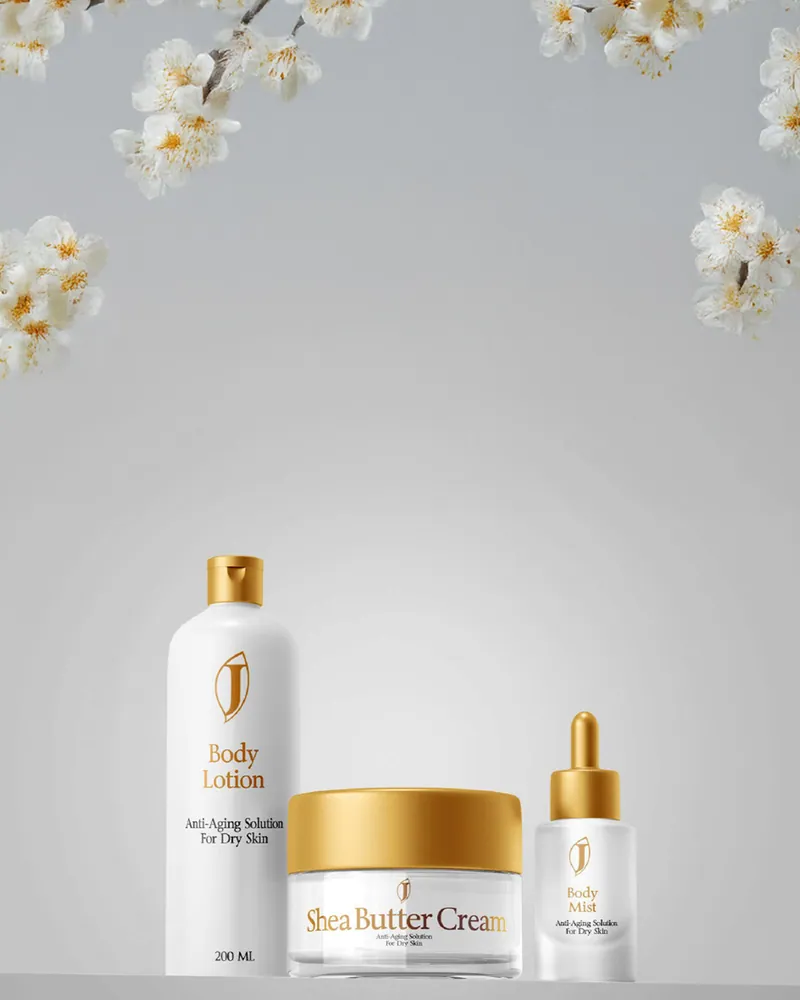 J
Body
Lotion
Anti-Aging Solution
For Dry Skin
200 ML
J
Shea Butter Cream
Anti-Aging Solution
For Dry Skin
J
Body
Mist
Anti-Aging Solution
For Dry Skin